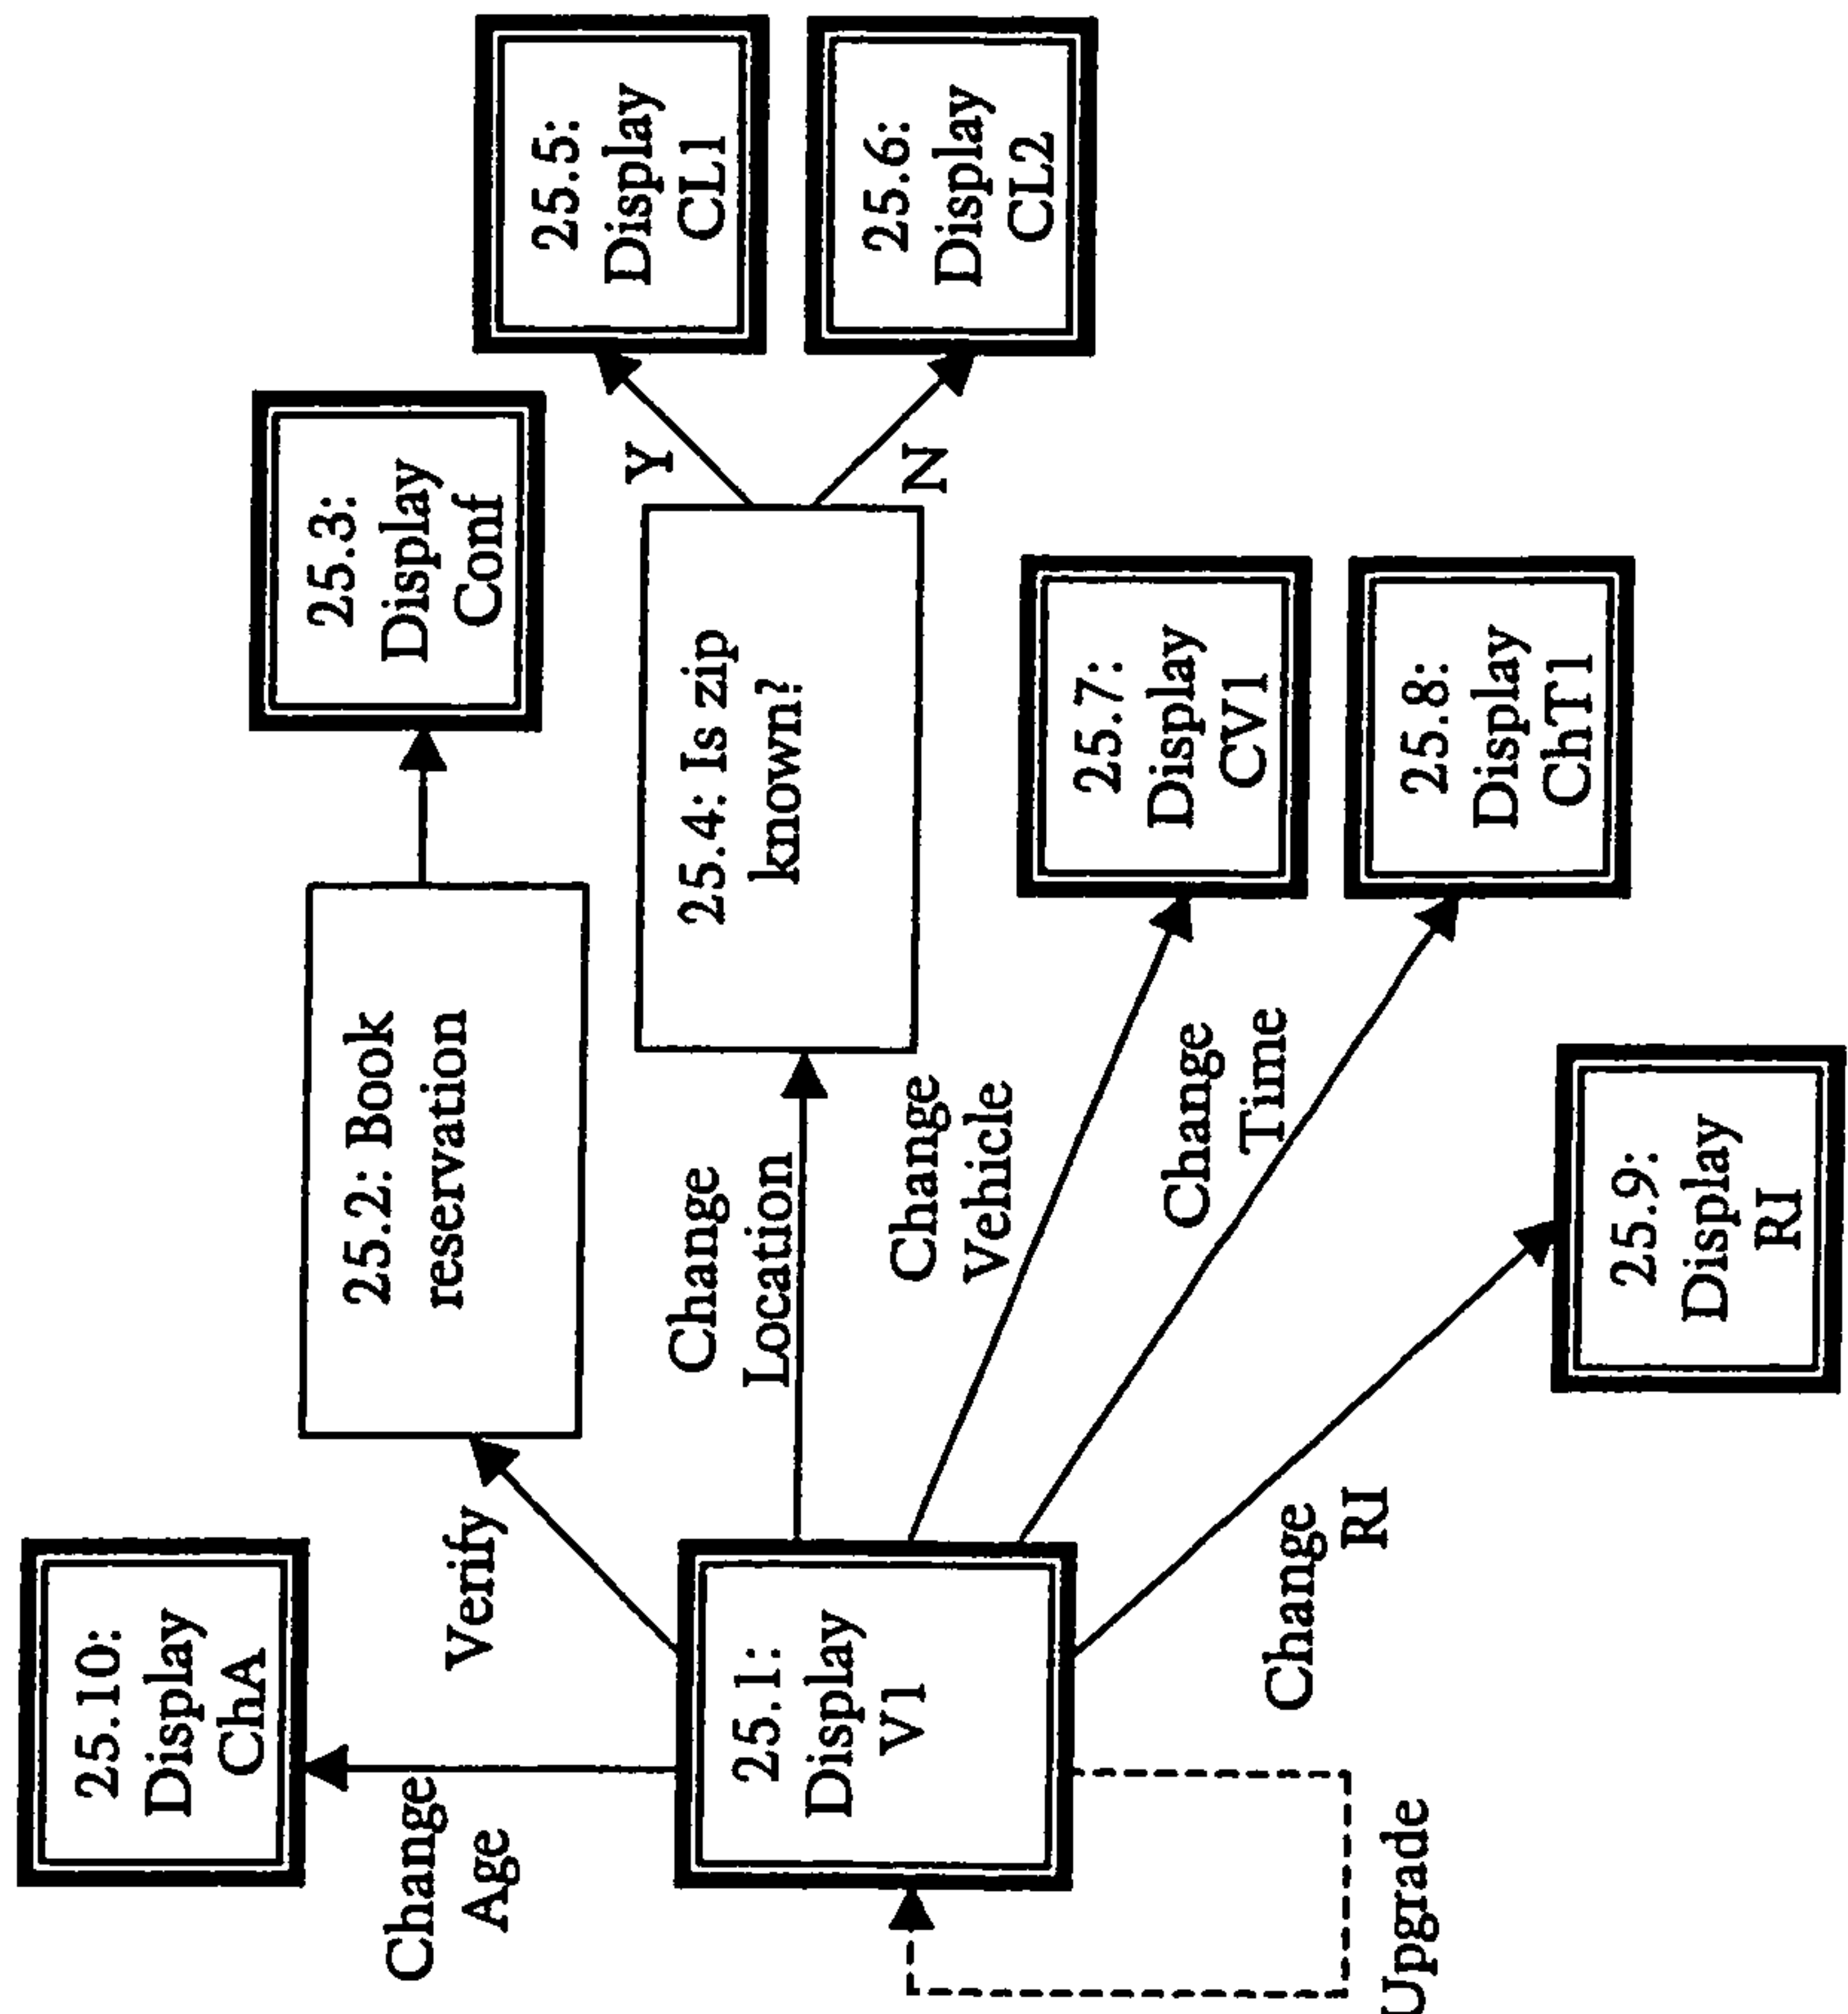 25.10:
Display
ChA
Change
Age
Verify
25.2: Book
reservation
25.3:
Display
Conf
25.1:
Display
V1
Change
Location
25.4: Is zip
known?
Y
N
25.5:
Display
CL1
25.6:
Display
CL2
Change
Vehicle
25.7:
Display
CV1
Change
Time
25.8:
Display
ChT1
Change
RI
25.9:
Display
RI
Upgrade